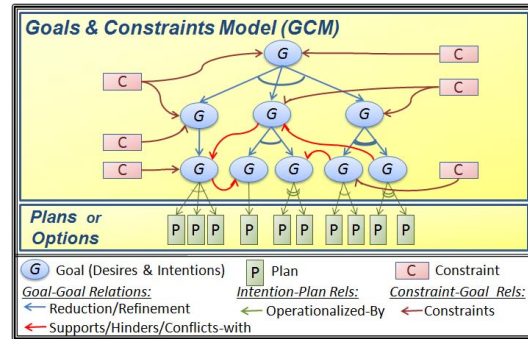 Goals & Constraints Model (GCM)
G
C
C
C
G
G
G
C
C
G
G
G
G
G
C
Plans or
Options
P P P P P P P P P P
G Goal (Desires & Intentions) P Plan C Constraint
Goal-Goal Relations: Intention-Plan Rels: Constraint-Goal Rels:
Reduction/Refinement Operationalized-By Constraints
Supports/Hinders/Conflicts-with